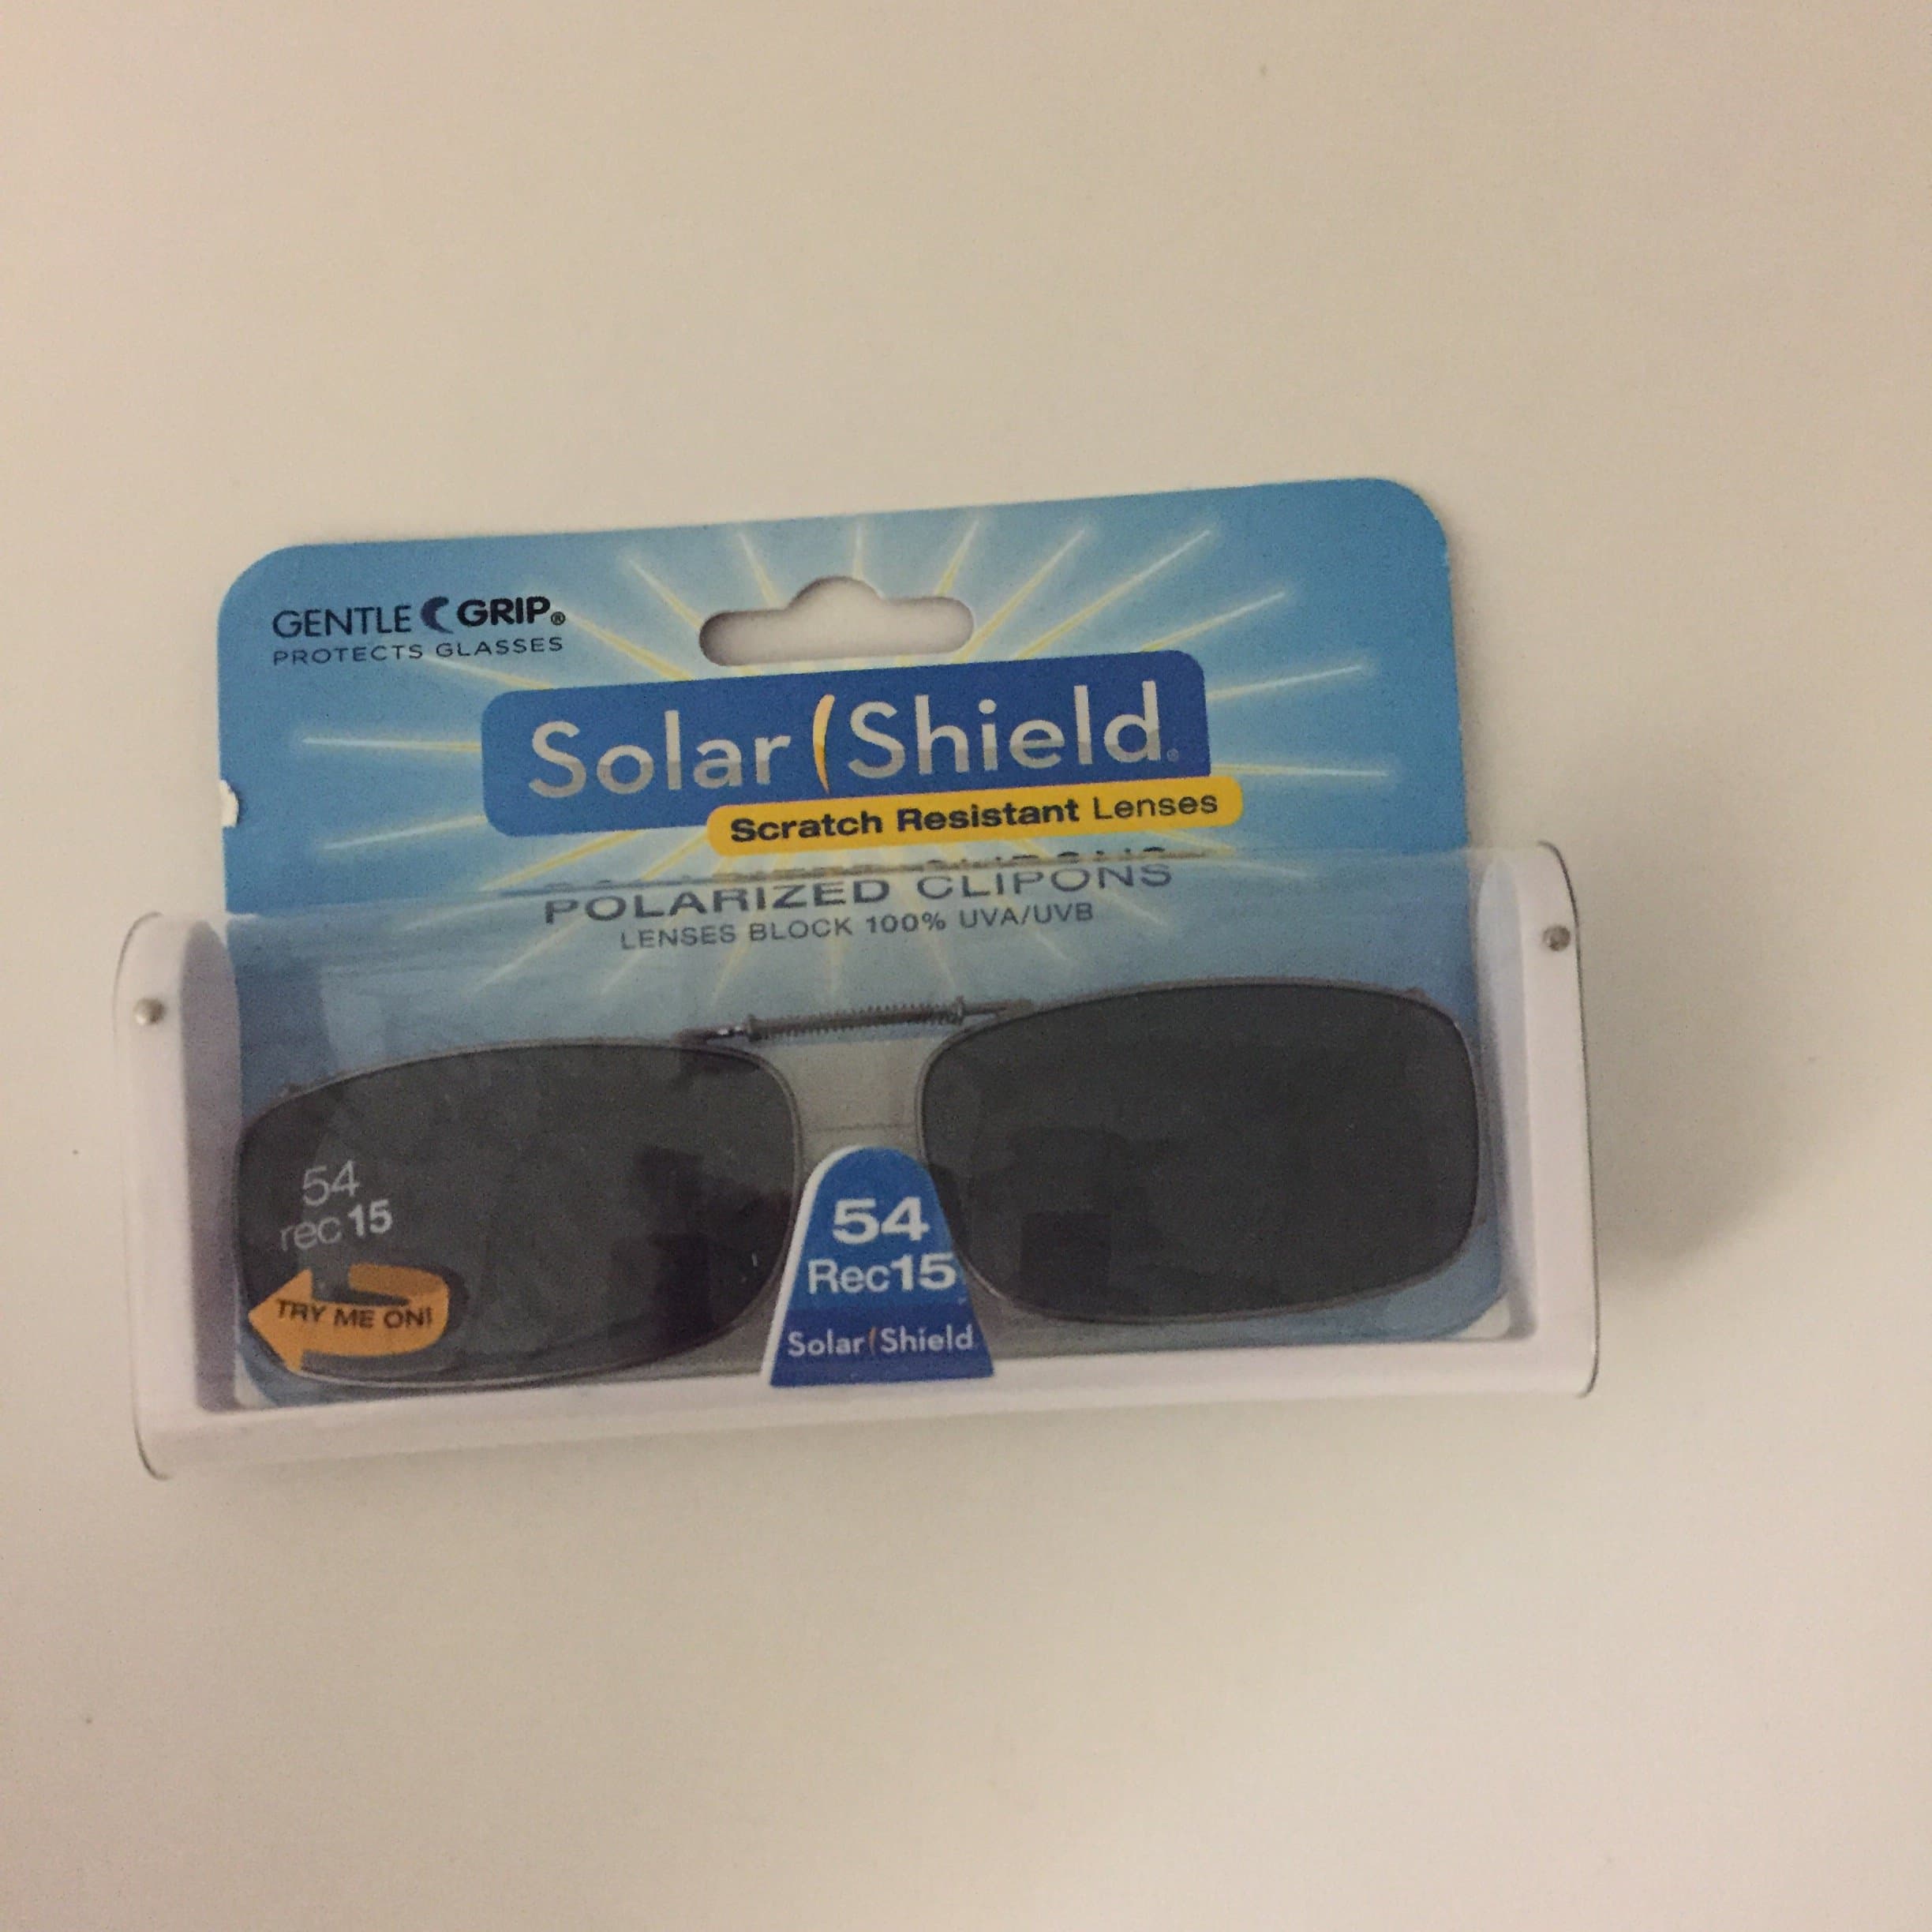 GENTLE GRIP®
PROTECTS GLASSES
Solar Shield®
Scratch Resistant Lenses
POLARIZED CLIPONS
LENSES BLOCK 100% UVA/UVB
54
rec 15
TRY ME ON!
54
Rec15
Solar Shield